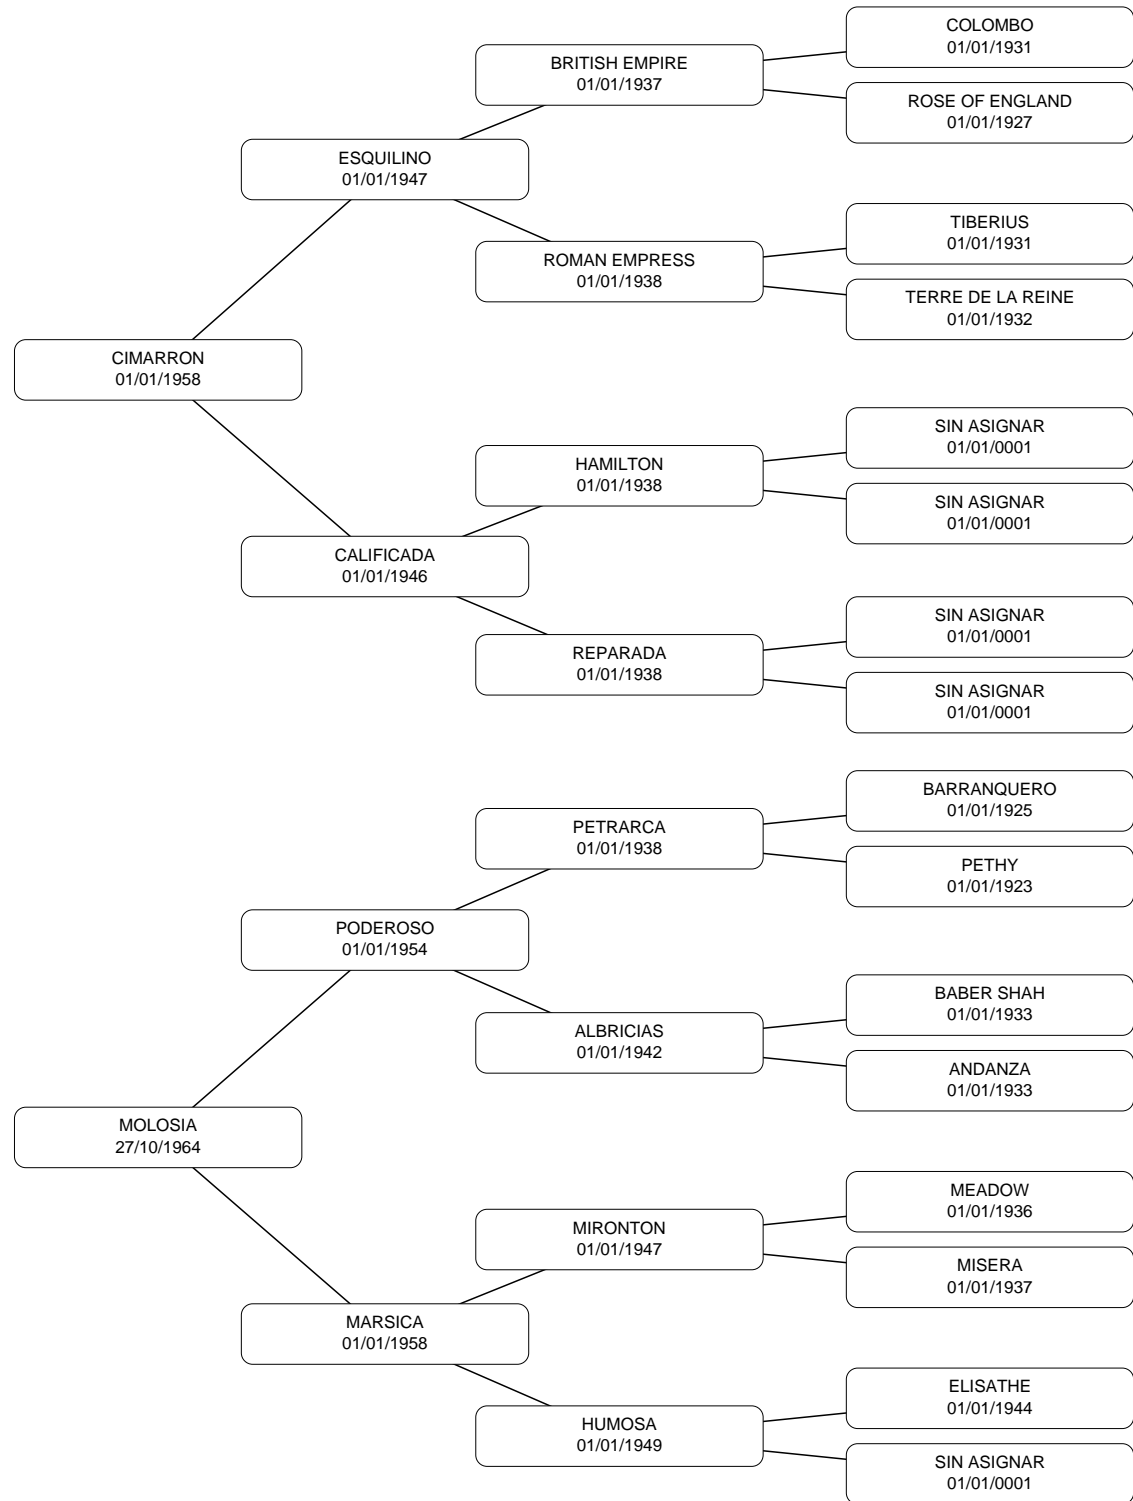 COLOMBO
01/01/1931
BRITISH EMPIRE
01/01/1937
ROSE OF ENGLAND
01/01/1927
ESQUILINO
01/01/1947
TIBERIUS
01/01/1931
ROMAN EMPRESS
01/01/1938
TERRE DE LA REINE
01/01/1932
CIMARRON
01/01/1958
SIN ASIGNAR
01/01/0001
HAMILTON
01/01/1938
SIN ASIGNAR
01/01/0001
CALIFICADA
01/01/1946
SIN ASIGNAR
01/01/0001
REPARADA
01/01/1938
SIN ASIGNAR
01/01/0001
BARRANQUERO
01/01/1925
PETRARCA
01/01/1938
PETHY
01/01/1923
PODEROSO
01/01/1954
BABER SHAH
01/01/1933
ALBRICIAS
01/01/1942
ANDANZA
01/01/1933
MOLOSIA
27/10/1964
MEADOW
01/01/1936
MIRONTON
01/01/1947
MISERA
01/01/1937
MARSICA
01/01/1958
ELISATHE
01/01/1944
HUMOSA
01/01/1949
SIN ASIGNAR
01/01/0001